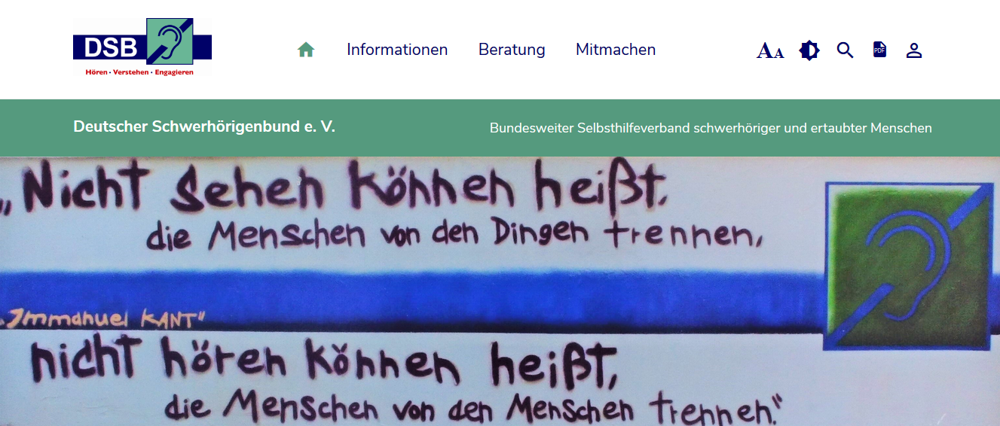 DSB
Hören · Verstehen · Engagieren
Informationen
Beratung
Mitmachen
AA
PDF
Deutscher Schwerhörigenbund e. V.
Bundesweiter Selbsthilfeverband schwerhöriger und ertaubter Menschen
„Nicht sehen können heißt,
die Menschen von den Dingen trennen,
„Immanuel KANT"
nicht hören können heißt,
die Menschen von den Menschen trennen."